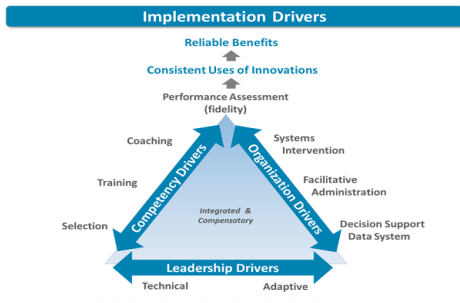 Implementation Drivers
Reliable Benefits
Consistent Uses of Innovations
Performance Assessment
(fidelity)
Coaching
Training
Selection
Competency Drivers
Systems
Intervention
Facilitative
Administration
Decision Support
Data System
Organization Drivers
Integrated &
Compensatory
Leadership Drivers
Technical
Adaptive